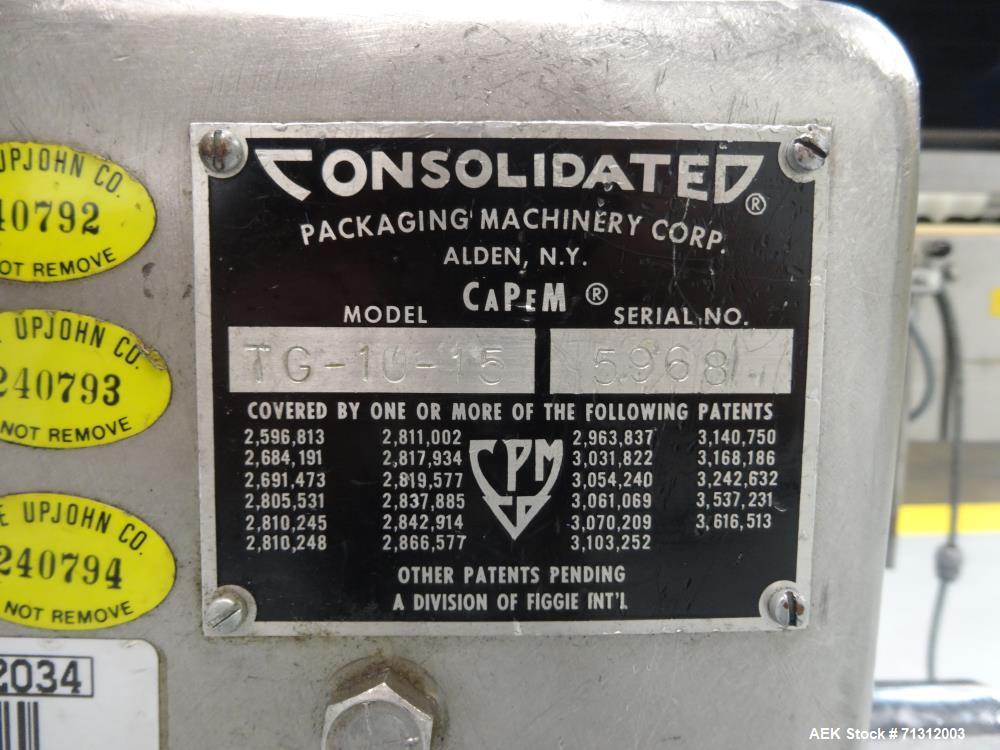 CONSOLIDATED®
PACKAGING MACHINERY CORP.
ALDEN, N.Y.
CAPEM ®
MODEL SERIAL NO.
TG-10-15 5968
COVERED BY ONE OR MORE OF THE FOLLOWING PATENTS
2,596,813 2,811,002 2,963,837 3,140,750
2,684,191 2,817,934 3,031,822 3,168,186
2,691,473 2,819,577 3,054,240 3,242,632
2,805,531 2,837,885 3,061,069 3,537,231
2,810,245 2,842,914 3,070,209 3,616,513
2,810,248 2,866,577 3,103,252
CPM
CO
OTHER PATENTS PENDING
A DIVISION OF FIGGIE INT'L
UPJOHN CO.
40792
NOT REMOVE
UPJOHN CO.
240793
NOT REMOVE
E UPJOHN CO.
240794
NOT REMOVE
2034
AEK Stock # 71312003